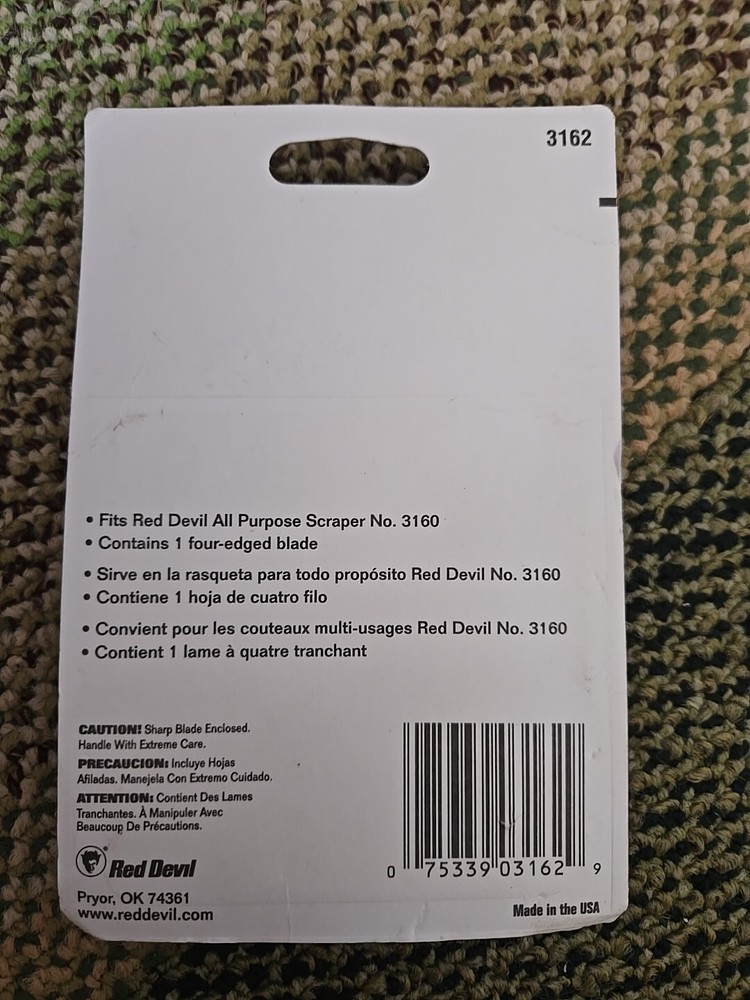 3162
• Fits Red Devil All Purpose Scraper No. 3160
• Contains 1 four-edged blade
• Sirve en la rasqueta para todo propósito Red Devil No. 3160
• Contiene 1 hoja de cuatro filo
• Convient pour les couteaux multi-usages Red Devil No. 3160
• Contient 1 lame à quatre tranchant
CAUTION! Sharp Blade Enclosed.
Handle With Extreme Care.
PRECAUCION: Incluye Hojas
Afiladas. Manejela Con Extremo Cuidado.
ATTENTION: Contient Des Lames
Tranchantes. À Manipuler Avec
Beaucoup De Précautions.
Red Devil®
Pryor, OK 74361
www.reddevil.com
0 75339 03162 9
Made in the USA